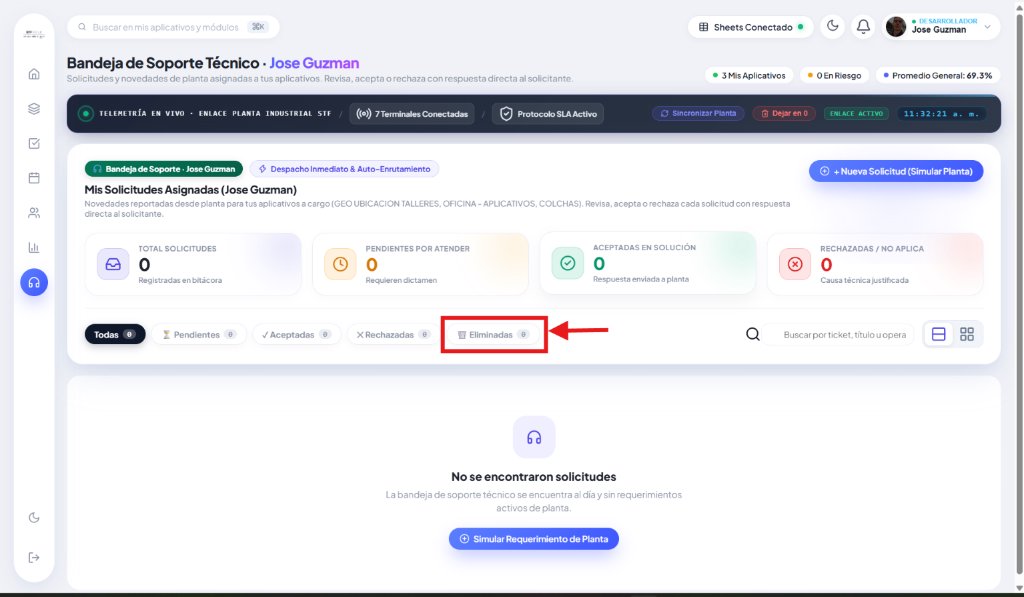 Buscar en mis aplicativos y módulos. ⌘K
Sheets Conectado
DESARROLLADOR
Jose Guzman
Bandeja de Soporte Técnico · Jose Guzman
Solicitudes y novedades de planta asignadas a tus aplicativos. Revisa, acepta o rechaza con respuesta directa al solicitante.
3 Mis Aplicativos
0 En Riesgo
Promedio General: 69.3%
TELEMETRÍA EN VIVO · ENLACE PLANTA INDUSTRIAL STF / 7 Terminales Conectadas / Protocolo SLA Activo
Sincronizar Planta
Dejar en 0
ENLACE ACTIVO
11:32:21 a. m.
Bandeja de Soporte · Jose Guzman
Despacho Inmediato & Auto-Enrutamiento
+ Nueva Solicitud (Simular Planta)
Mis Solicitudes Asignadas (Jose Guzman)
Novedades reportadas desde planta para tus aplicativos a cargo (GEO UBICACION TALLERES, OFICINA - APLICATIVOS, COLCHAS). Revisa, acepta o rechaza cada solicitud con respuesta
directa al solicitante.
TOTAL SOLICITUDES
0
Registradas en bitácora
PENDIENTES POR ATENDER
0
Requieren dictamen
ACEPTADAS EN SOLUCIÓN
0
Respuesta enviada a planta
RECHAZADAS / NO APLICA
0
Causa técnica justificada
Todas 0
Pendientes 0
✓ Aceptadas 0
✕ Rechazadas 0
Eliminadas 0
Buscar por ticket, título u opera
No se encontraron solicitudes
La bandeja de soporte técnico se encuentra al día y sin requerimientos
activos de planta.
Simular Requerimiento de Planta